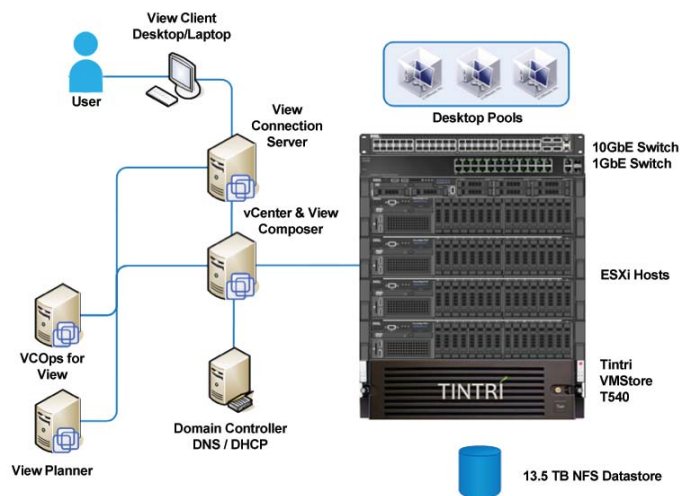 View Client
Desktop/Laptop
User
View
Connection
Server
Desktop Pools
10GbE Switch
1GbE Switch
vCenter & View
Composer
ESXi Hosts
VCOps for
View
Domain Controller
DNS / DHCP
TINTRI
Tintri
VMStore
T540
View Planner
13.5 TB NFS Datastore